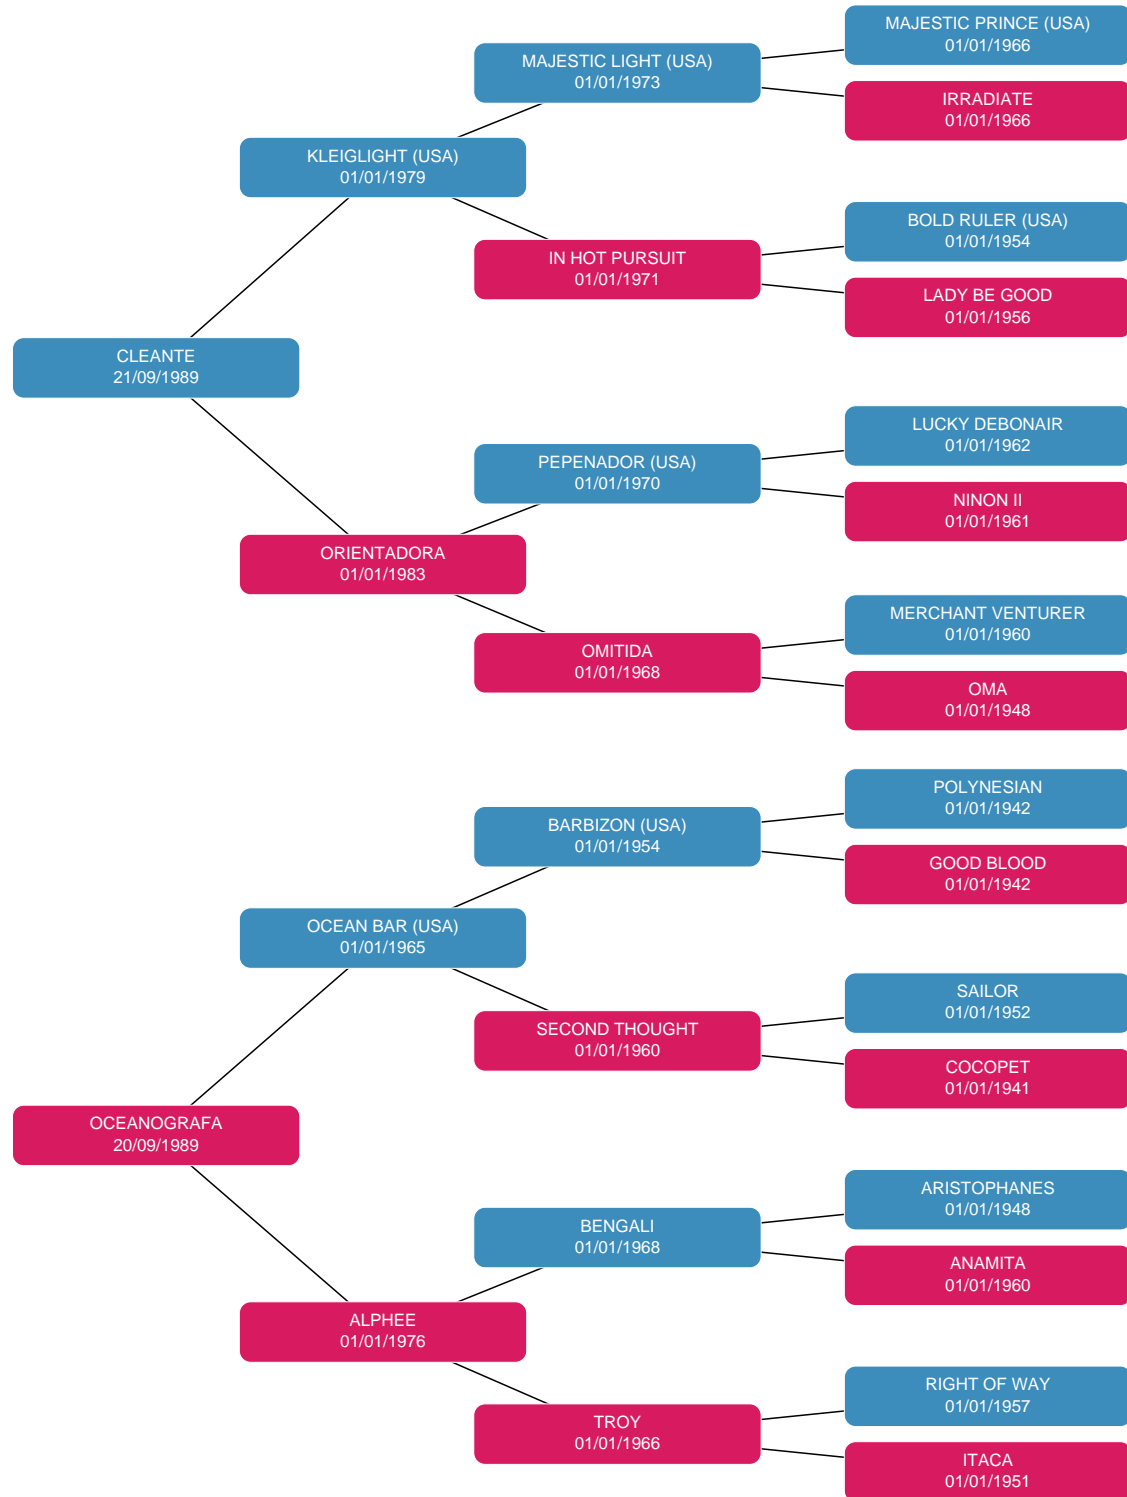 MAJESTIC PRINCE (USA)
01/01/1966
MAJESTIC LIGHT (USA)
01/01/1973
IRRADIATE
01/01/1966
KLEIGLIGHT (USA)
01/01/1979
BOLD RULER (USA)
01/01/1954
IN HOT PURSUIT
01/01/1971
LADY BE GOOD
01/01/1956
CLEANTE
21/09/1989
LUCKY DEBONAIR
01/01/1962
PEPENADOR (USA)
01/01/1970
NINON II
01/01/1961
ORIENTADORA
01/01/1983
MERCHANT VENTURER
01/01/1960
OMITIDA
01/01/1968
OMA
01/01/1948
POLYNESIAN
01/01/1942
BARBIZON (USA)
01/01/1954
GOOD BLOOD
01/01/1942
OCEAN BAR (USA)
01/01/1965
SAILOR
01/01/1952
SECOND THOUGHT
01/01/1960
COCOPET
01/01/1941
OCEANOGRAFA
20/09/1989
ARISTOPHANES
01/01/1948
BENGALI
01/01/1968
ANAMITA
01/01/1960
ALPHEE
01/01/1976
RIGHT OF WAY
01/01/1957
TROY
01/01/1966
ITACA
01/01/1951